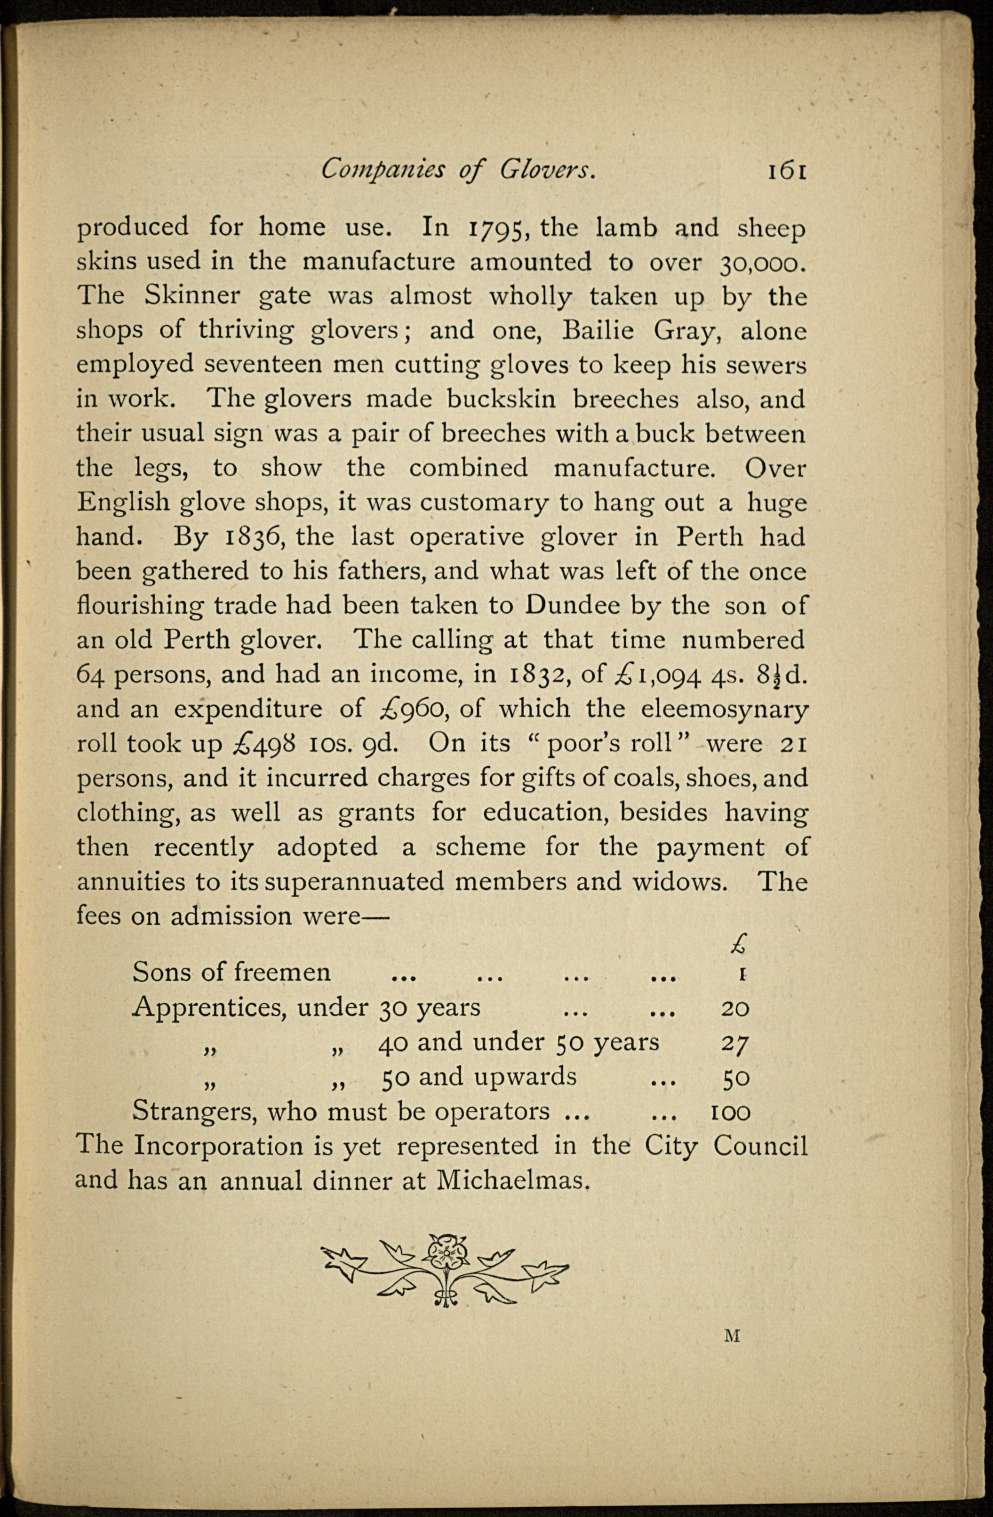 Companies of Glovers. 161
produced for home use. In 1795, the lamb and sheep
skins used in the manufacture amounted to over 30,000.
The Skinner gate was almost wholly taken up by the
shops of thriving glovers; and one, Bailie Gray, alone
employed seventeen men cutting gloves to keep his sewers
in work. The glovers made buckskin breeches also, and
their usual sign was a pair of breeches with a buck between
the legs, to show the combined manufacture. Over
English glove shops, it was customary to hang out a huge
hand. By 1836, the last operative glover in Perth had
been gathered to his fathers, and what was left of the once
flourishing trade had been taken to Dundee by the son of
an old Perth glover. The calling at that time numbered
64 persons, and had an income, in 1832, of £1,094 4s. 8½d.
and an expenditure of £960, of which the eleemosynary
roll took up £498 10s. 9d. On its “poor's roll” were 21
persons, and it incurred charges for gifts of coals, shoes, and
clothing, as well as grants for education, besides having
then recently adopted a scheme for the payment of
annuities to its superannuated members and widows. The
fees on admission were—
£
Sons of freemen ... ... ... ... 1
Apprentices, under 30 years ... ... 20
„ „ 40 and under 50 years 27
„ „ 50 and upwards ... 50
Strangers, who must be operators ... ... 100
The Incorporation is yet represented in the City Council
and has an annual dinner at Michaelmas.
M